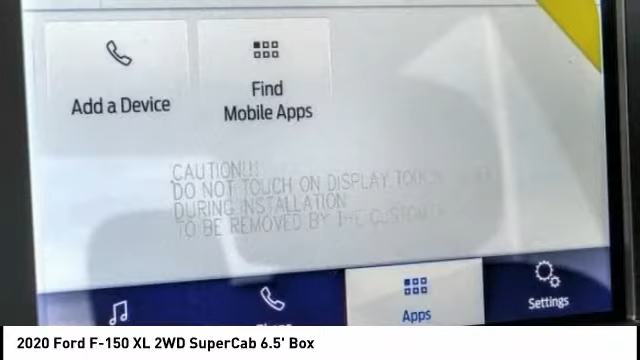 Add a Device
Find
Mobile Apps
CAUTION!!!
DO NOT TOUCH ON DISPLAY
DURING INSTALLATION
TO BE REMOVED BY THE CUSTOMER
Apps
Settings
2020 Ford F-150 XL 2WD SuperCab 6.5' Box